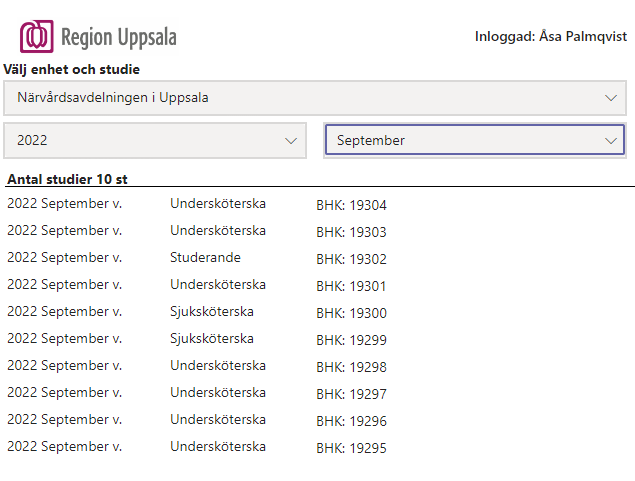 Region Uppsala
Inloggad: Åsa Palmqvist
Välj enhet och studie
Närvårdsavdelningen i Uppsala
2022 September
Antal studier 10 st
2022 September v. Undersköterska BHK: 19304
2022 September v. Undersköterska BHK: 19303
2022 September v. Studerande BHK: 19302
2022 September v. Undersköterska BHK: 19301
2022 September v. Sjuksköterska BHK: 19300
2022 September v. Sjuksköterska BHK: 19299
2022 September v. Undersköterska BHK: 19298
2022 September v. Undersköterska BHK: 19297
2022 September v. Undersköterska BHK: 19296
2022 September v. Undersköterska BHK: 19295